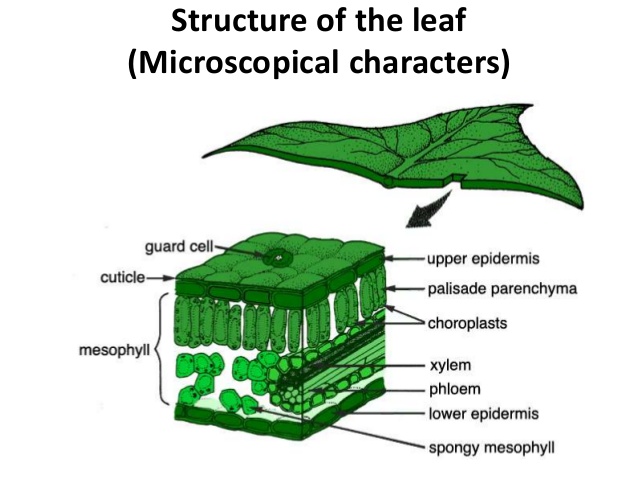 Structure of the leaf
(Microscopical characters)
guard cell
cuticle
mesophyll
upper epidermis
palisade parenchyma
choroplasts
xylem
phloem
lower epidermis
spongy mesophyll